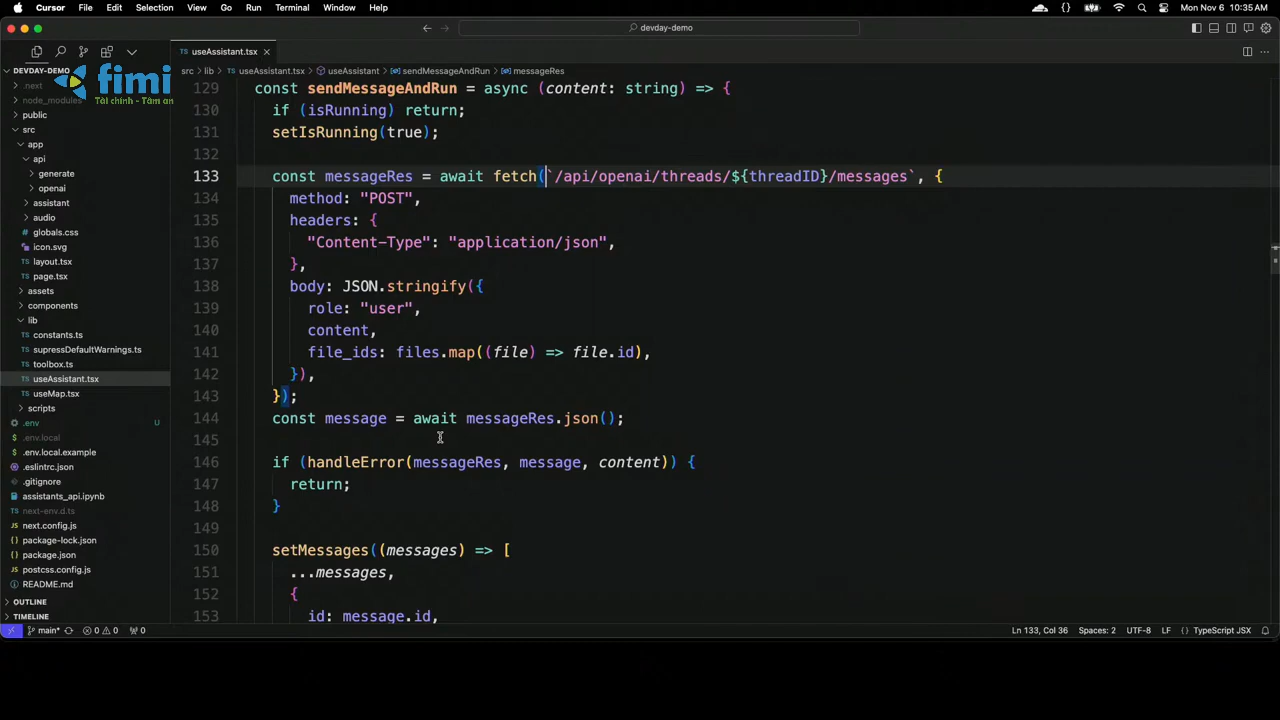 Cursor File Edit Selection View Go Run Terminal Window Help Mon Nov 6 10:35 AM
devday-demo
useAssistant.tsx
DEVDAY-DEMO
src › lib › TS useAssistant.tsx › useAssistant › sendMessageAndRun › messageRes
fimi
Tài chính - Tâm an
.next
node_modules
public
src
app
api
generate
openai
assistant
audio
globals.css
icon.svg
layout.tsx
page.tsx
assets
components
lib
TS constants.ts
TS supressDefaultWarnings.ts
TS toolbox.ts
TS useAssistant.tsx
TS useMap.tsx
scripts
.env U
.env.local
.env.local.example
.eslintrc.json
.gitignore
assistants_api.ipynb
next-env.d.ts
next.config.js
package-lock.json
package.json
postcss.config.js
README.md
OUTLINE
TIMELINE
129 const sendMessageAndRun = async (content: string) => {
130 if (isRunning) return;
131 setIsRunning(true);
132
133 const messageRes = await fetch(`/api/openai/threads/${threadID}/messages`, {
134 method: "POST",
135 headers: {
136 "Content-Type": "application/json",
137 },
138 body: JSON.stringify({
139 role: "user",
140 content,
141 file_ids: files.map((file) => file.id),
142 }),
143 });
144 const message = await messageRes.json();
145
146 if (handleError(messageRes, message, content)) {
147 return;
148 }
149
150 setMessages((messages) => [
151 ...messages,
152 {
153 id: message.id,
main* 0 0 0 Ln 133, Col 36 Spaces: 2 UTF-8 LF {} TypeScript JSX